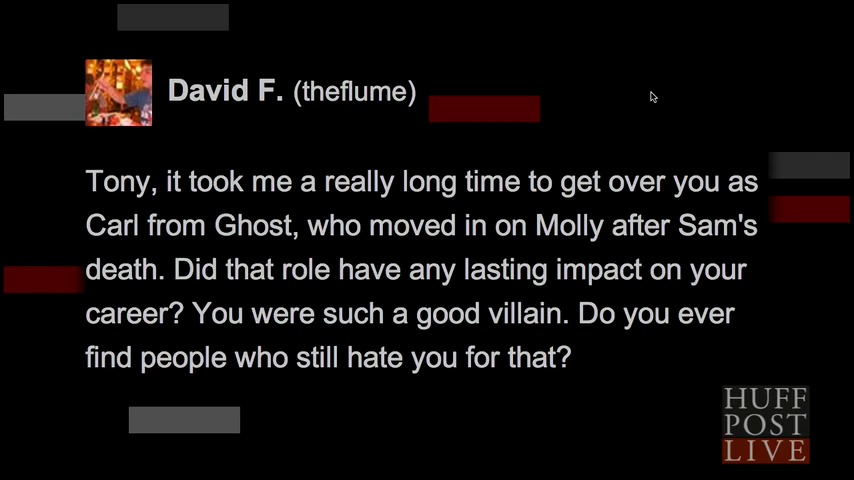 David F. (theflume)
Tony, it took me a really long time to get over you as
Carl from Ghost, who moved in on Molly after Sam's
death. Did that role have any lasting impact on your
career? You were such a good villain. Do you ever
find people who still hate you for that?
HUFF
POST
LIVE